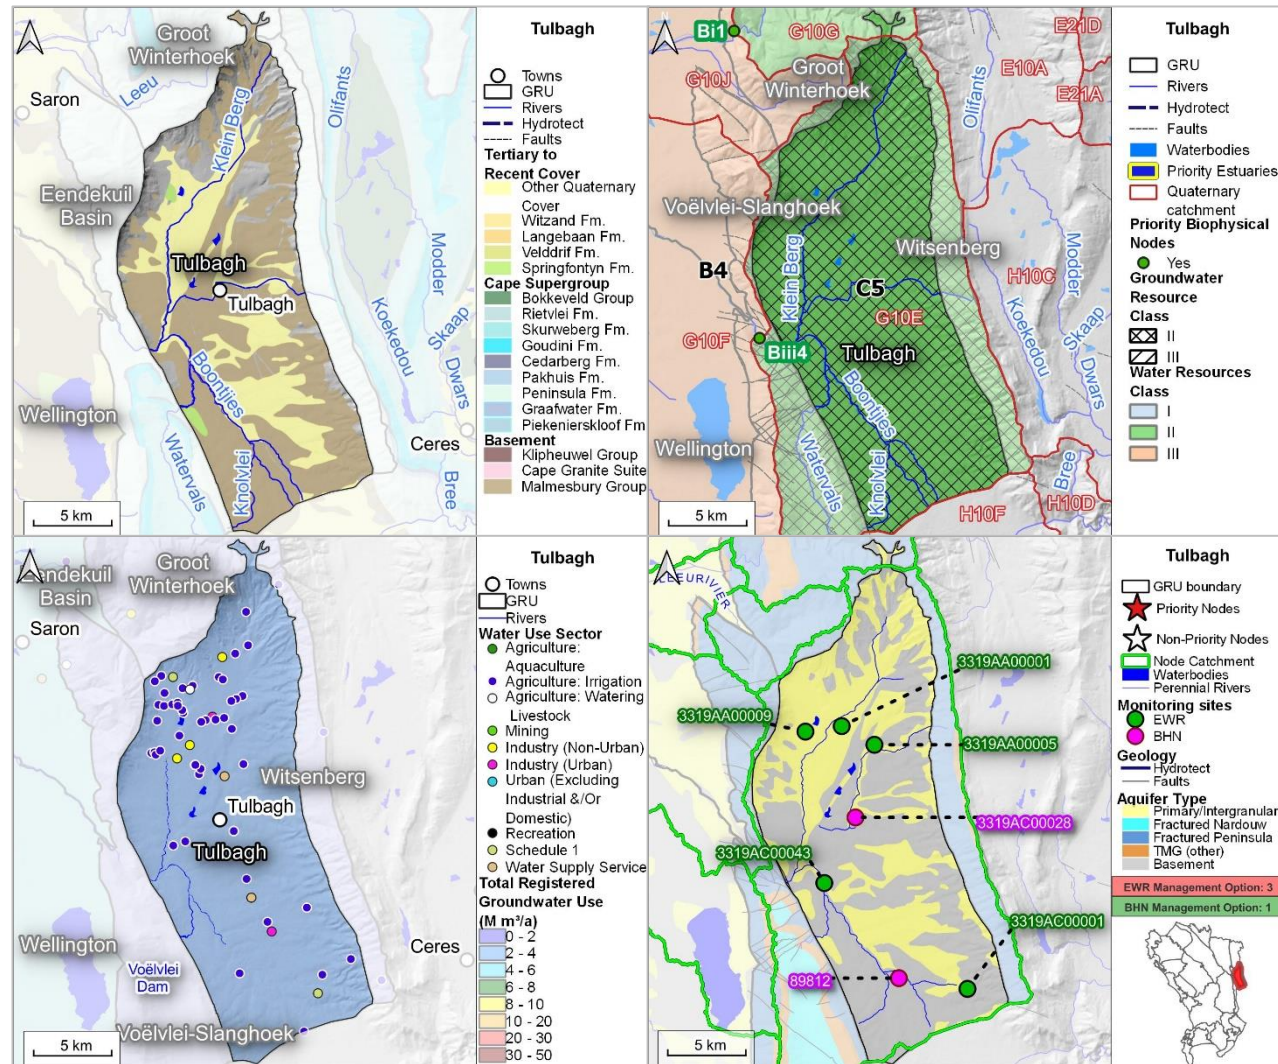 Groot
Winterhoek
Saron
Leeu
Klein Berg
Olifants
Eendekuil
Basin
Tulbagh
Tulbagh
Modder
Koekedou
Skaap
Dwars
Boontjies
Wellington
Watervals
Knolvlei
Ceres
Bree
5 km
Tulbagh
Towns
GRU
Rivers
Hydrotect
Faults
Tertiary to
Recent Cover
Other Quaternary
Cover
Witzand Fm.
Langebaan Fm.
Velddrif Fm.
Springfontyn Fm.
Cape Supergroup
Bokkeveld Group
Rietvlei Fm.
Skurweberg Fm.
Goudini Fm.
Cedarberg Fm.
Pakhuis Fm.
Peninsula Fm.
Graafwater Fm.
Piekenierskloof Fm
Basement
Klipheuwel Group
Cape Granite Suite
Malmesbury Group
Bi1
G10G
E21D
G10J
Groot
Winterhoek
E10A
E21A
Olifants
Voëlvlei-Slanghoek
Witsenberg
B4
Klein Berg
C5
G10E
H10C
Modder
Koekedou
Skaap
Dwars
G10F
Biii4
Tulbagh
Boontjies
Wellington
Watervals
Knolvlei
Bree
H10F
H10D
5 km
Tulbagh
GRU
Rivers
Hydrotect
Faults
Waterbodies
Priority Estuaries
Quaternary
catchment
Priority Biophysical
Nodes
Yes
Groundwater
Resource
Class
II
III
Water Resources
Class
I
II
III
Eendekuil
Basin
Groot
Winterhoek
Saron
Witsenberg
Tulbagh
Tulbagh
Wellington
Voëlvlei
Dam
Ceres
Voëlvlei-Slanghoek
5 km
Tulbagh
Towns
GRU
Rivers
Water Use Sector
Agriculture:
Aquaculture
Agriculture: Irrigation
Agriculture: Watering
Livestock
Mining
Industry (Non-Urban)
Industry (Urban)
Urban (Excluding
Industrial &/Or
Domestic)
Recreation
Schedule 1
Water Supply Service
Total Registered
Groundwater Use
(M m³/a)
0 - 2
2 - 4
4 - 6
6 - 8
8 - 10
10 - 20
20 - 30
30 - 50
LEEURIVIER
3319AA00001
3319AA00009
3319AA00005
3319AC00028
3319AC00043
3319AC00001
89812
5 km
Tulbagh
GRU boundary
Priority Nodes
Non-Priority Nodes
Node Catchment
Waterbodies
Perennial Rivers
Monitoring sites
EWR
BHN
Geology
Hydrotect
Faults
Aquifer Type
Primary/Intergranular
Fractured Nardouw
Fractured Peninsula
TMG (other)
Basement
EWR Management Option: 3
BHN Management Option: 1